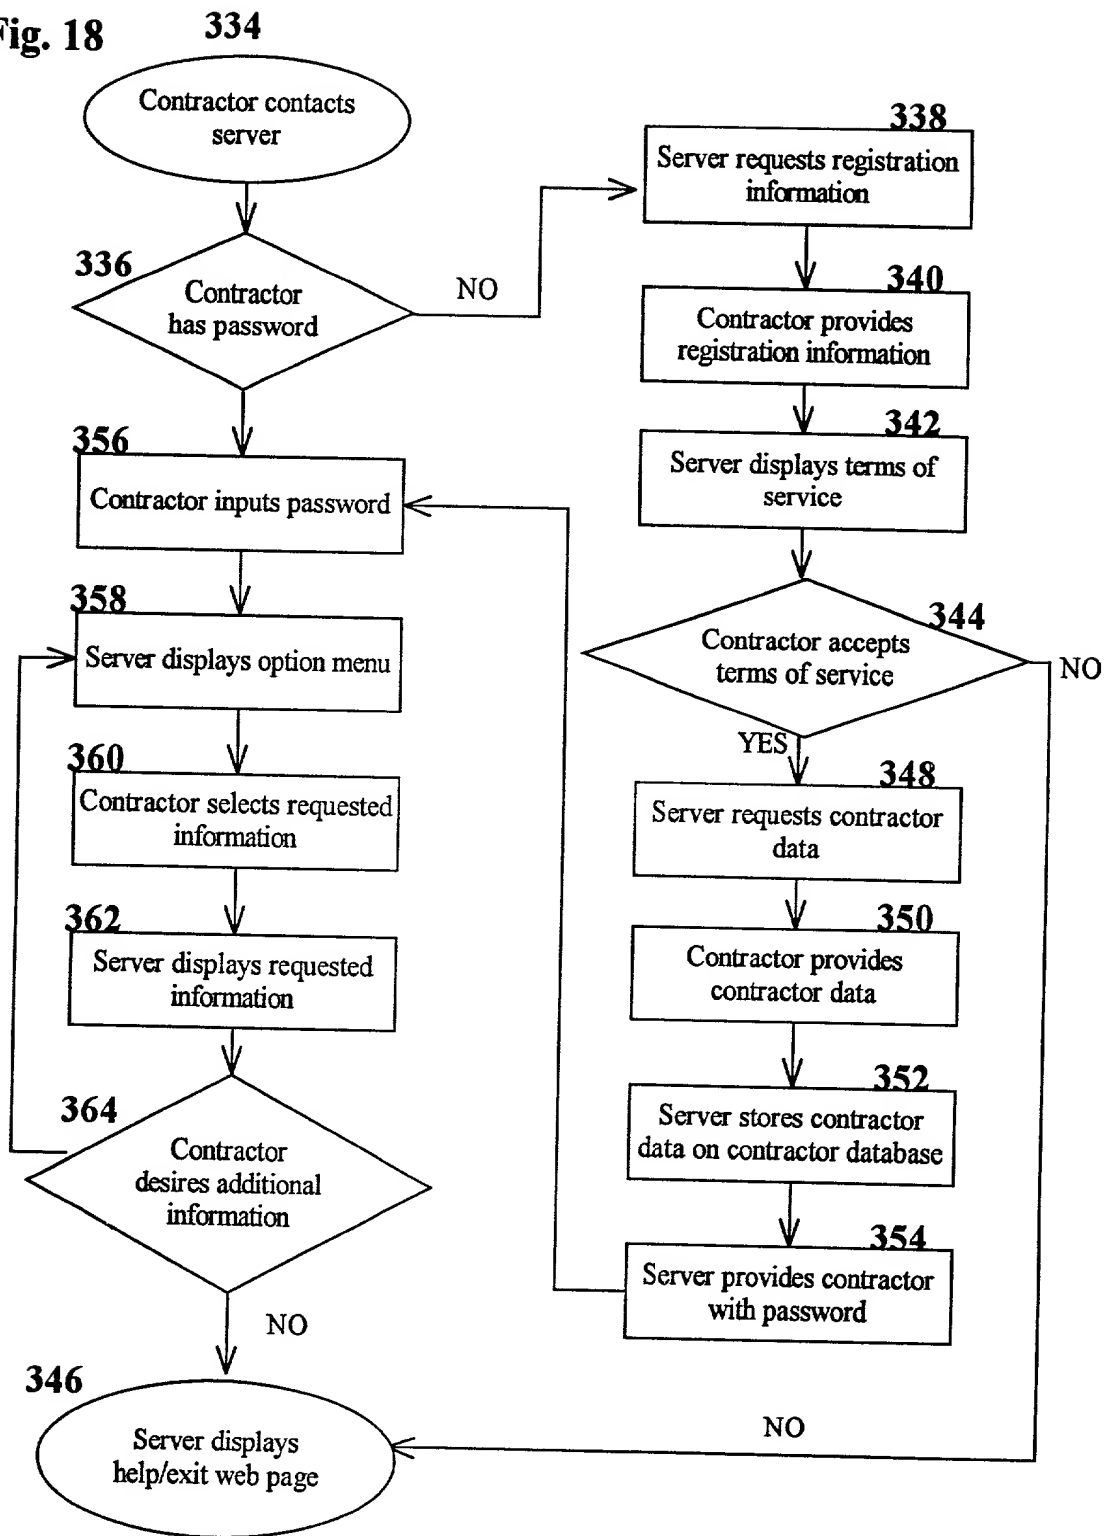 Fig. 18
334
Contractor contacts
server
336
Contractor
has password
NO
338
Server requests registration
information
340
Contractor provides
registration information
342
Server displays terms of
service
344
Contractor accepts
terms of service
NO
YES
348
Server requests contractor
data
350
Contractor provides
contractor data
352
Server stores contractor
data on contractor database
354
Server provides contractor
with password
356
Contractor inputs password
358
Server displays option menu
360
Contractor selects requested
information
362
Server displays requested
information
364
Contractor
desires additional
information
NO
346
Server displays
help/exit web page
NO